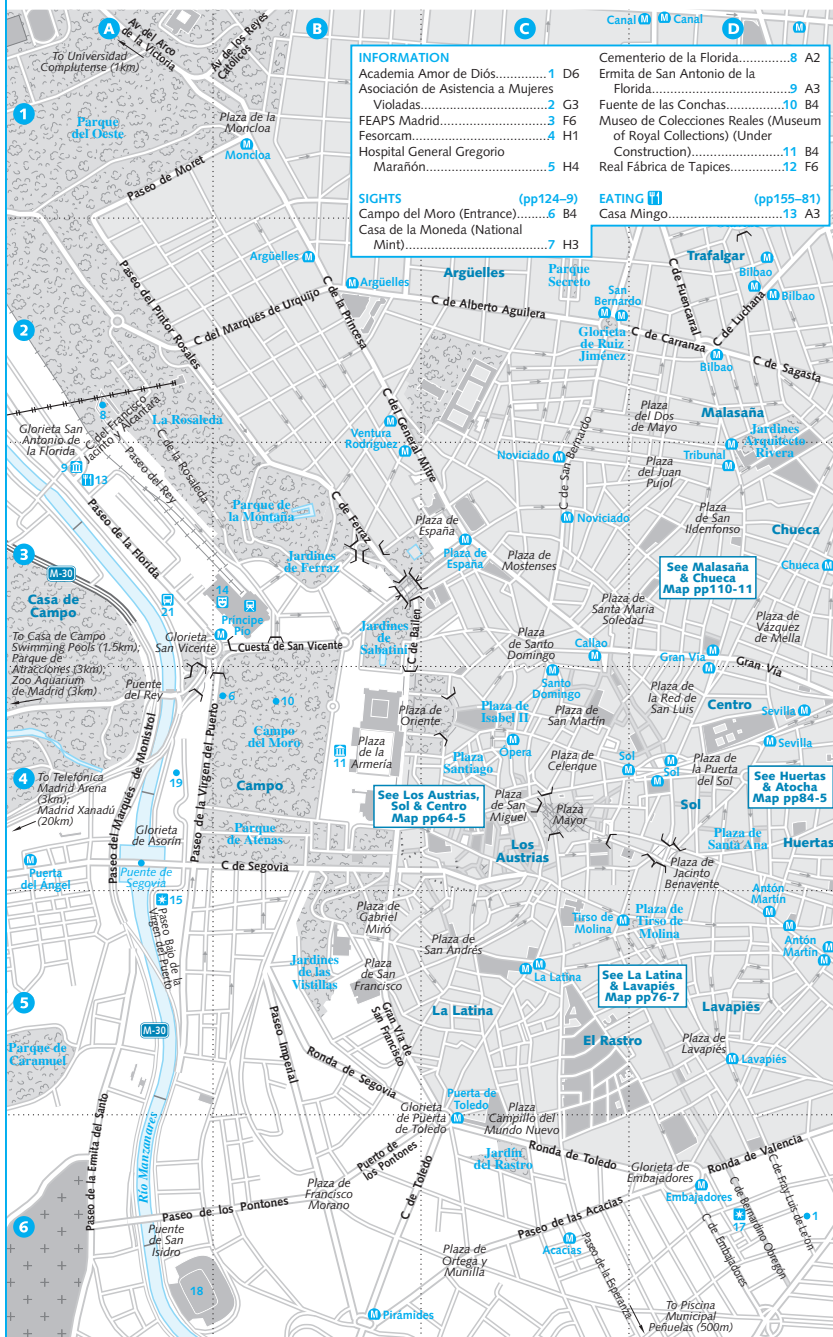 A
B
C
D
1
2
3
4
5
6
INFORMATION
Academia Amor de Diós..............1 D6
Asociación de Asistencia a Mujeres
Violadas.....................................2 G3
FEAPS Madrid..............................3 F6
Fesorcam......................................4 H1
Hospital General Gregorio
Marañón....................................5 H4
SIGHTS (pp124–9)
Campo del Moro (Entrance).........6 B4
Casa de la Moneda (National
Mint).........................................7 H3
Cementerio de la Florida..............8 A2
Ermita de San Antonio de la
Florida.......................................9 A3
Fuente de las Conchas................10 B4
Museo de Colecciones Reales (Museum
of Royal Collections) (Under
Construction)...........................11 B4
Real Fábrica de Tapices..............12 F6
EATING (pp155–81)
Casa Mingo................................13 A3
Canal M
M Canal
Av del Arco
de la Victoria
To Universidad
Complutense (1km)
Av de los Reyes
Católicos
Parque
del Oeste
Plaza de la
Moncloa
M
Moncloa
Paseo de Moret
Argüelles M
M Argüelles
Argüelles
Parque
Secreto
Trafalgar
M
Bilbao
M
M Bilbao
M
Bilbao
C de Fuencarral
C de Luchana
Paseo del Pintor Rosales
C del Marqués de Urquijo
C de la Princesa
C de Alberto Aguilera
San
Bernardo
M M
Glorieta
de Ruiz
Jiménez
C de Carranza
C de Sagasta
8
Glorieta San
Antonio de
la Florida
C del Francisco
Jacinto y Alcantara
La Rosaleda
C de la Rosaleda
Paseo del Rey
9
13
M
Ventura
Rodríguez
M
C del General Mitre
Plaza
del Dos
de Mayo
Malasaña
Jardines
Arquitecto
Rivera
M
Tribunal M
Noviciado M
C de San Bernardo
Plaza
del Juan
Pujol
M Noviciado
Plaza
de San
Ildenfonso
Chueca
Chueca M
Parque de
la Montaña
C de Ferraz
Paseo de la Florida
Plaza de
España
M
Plaza de
España
Plaza de
Mostenses
Jardines
de Ferraz
See Malasaña
& Chueca
Map pp110-11
M-30
Casa de
Campo
14
21
Príncipe
Pío
M
Glorieta
San Vicente
Cuesta de San Vicente
Jardines
de
Sabatini
C de Bailén
Plaza de
Santa Maria
Soledad
Plaza de
Vázquez
de Mella
To Casa de Campo
Swimming Pools (1.5km);
Parque de
Atracciones (3km);
Zoo Aquarium
de Madrid (3km)
Plaza
de Santo
Domingo
Callao
M
Gran Vía M
M
Gran Vía
Puente
del Rey
6
10
M
Santo
Domingo
Plaza de
la Red de
San Luis
Centro
Plaza de
Oriente
Plaza de
Isabel II
Plaza de
San Martín
Sevilla M
M Sevilla
Campo
del Moro
11
Plaza
de la
Armería
M
Ópera
Plaza
Santiago
Plaza de
Celenque
Sol
M
M
M Sol
Plaza de
la Puerta
del Sol
To Telefónica
Madrid Arena
(3km);
Madrid Xanadú
(20km)
Paseo del Marqués de Monistrol
19
Paseo de la Virgen del Puerto
Campo
See Los Austrias,
Sol & Centro
Map pp64-5
Plaza
de San
Miguel
Plaza
Mayor
Sol
See Huertas
& Atocha
Map pp84-5
Glorieta
de Asorín
Parque
de Atenas
Los
Austrias
Plaza de
Santa Ana
Huertas
M
Puerta
del Ángel
Puente de
Segovia
C de Segovia
Plaza de
Jacinto
Benavente
Antón
Martín
M
M
Antón
Martín M
M
15
Paseo Bajo de la
Virgen del Puerto
Plaza de
Gabriel
Miró
Tirso de
Molina
M
Plaza de
Tirso de
Molina
Plaza de
San Andrés
Jardines
de las
Vistillas
Plaza
de San
Francisco
M M
La Latina
See La Latina
& Lavapiés
Map pp76-7
M-30
La Latina
Lavapiés
Gran Vía de
San Francisco
El Rastro
Plaza de
Lavapiés
M Lavapiés
Parque de
Caramuel
Paseo Imperial
Ronda de Segovia
Puerta de
Toledo
M
Glorieta
de Puerta
de Toledo
Plaza
Campillo del
Mundo Nuevo
Paseo de la Ermita del Santo
Río Manzanares
Puerto de
los Pontones
Jardín
del Rastro
Ronda de Toledo
Glorieta de
Embajadores
M
Embajadores
Ronda de Valencia
C de Fray Luis de Le'on
Plaza de
Francisco
Morano
C de Toledo
Paseo de los Pontones
Paseo de las Acacias
C de Bernardino Obregón
C de Embajadores
17
1
Puente
de San
Isidro
18
Plaza de
Ortega y
Munilla
M
Acacias
Paseo de la Esperanza
M Pirámides
To Piscina
Municipal
Peñuelas (500m)